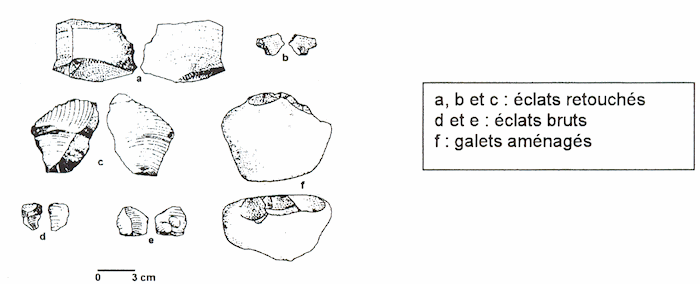 a
b
a, b et c : éclats retouchés
d et e : éclats bruts
f : galets aménagés
c
f
d
e
0 3 cm